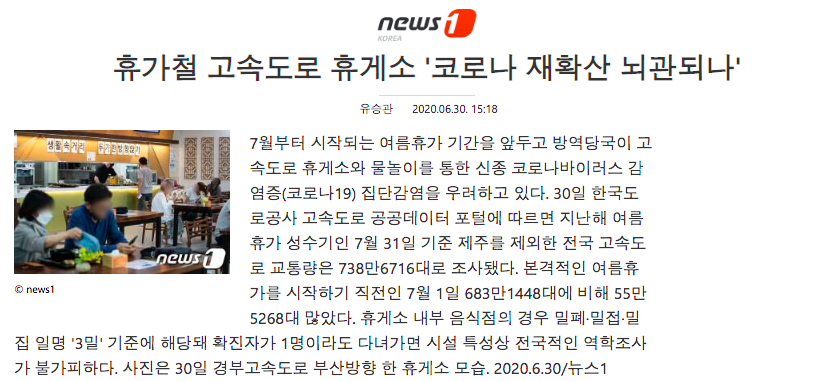 news1
KOREA
휴가철 고속도로 휴게소 '코로나 재확산 뇌관되나'
유승관 2020.06.30. 15:18
생활속거리 두기한방향앉기
news1
© news1
7월부터 시작되는 여름휴가 기간을 앞두고 방역당국이 고
속도로 휴게소와 물놀이를 통한 신종 코로나바이러스 감
염증(코로나19) 집단감염을 우려하고 있다. 30일 한국도
로공사 고속도로 공공데이터 포털에 따르면 지난해 여름
휴가 성수기인 7월 31일 기준 제주를 제외한 전국 고속도
로 교통량은 738만6716대로 조사됐다. 본격적인 여름휴
가를 시작하기 직전인 7월 1일 683만1448대에 비해 55만
5268대 많았다. 휴게소 내부 음식점의 경우 밀폐·밀접·밀
집 일명 '3밀' 기준에 해당돼 확진자가 1명이라도 다녀가면 시설 특성상 전국적인 역학조사
가 불가피하다. 사진은 30일 경부고속도로 부산방향 한 휴게소 모습. 2020.6.30/뉴스1